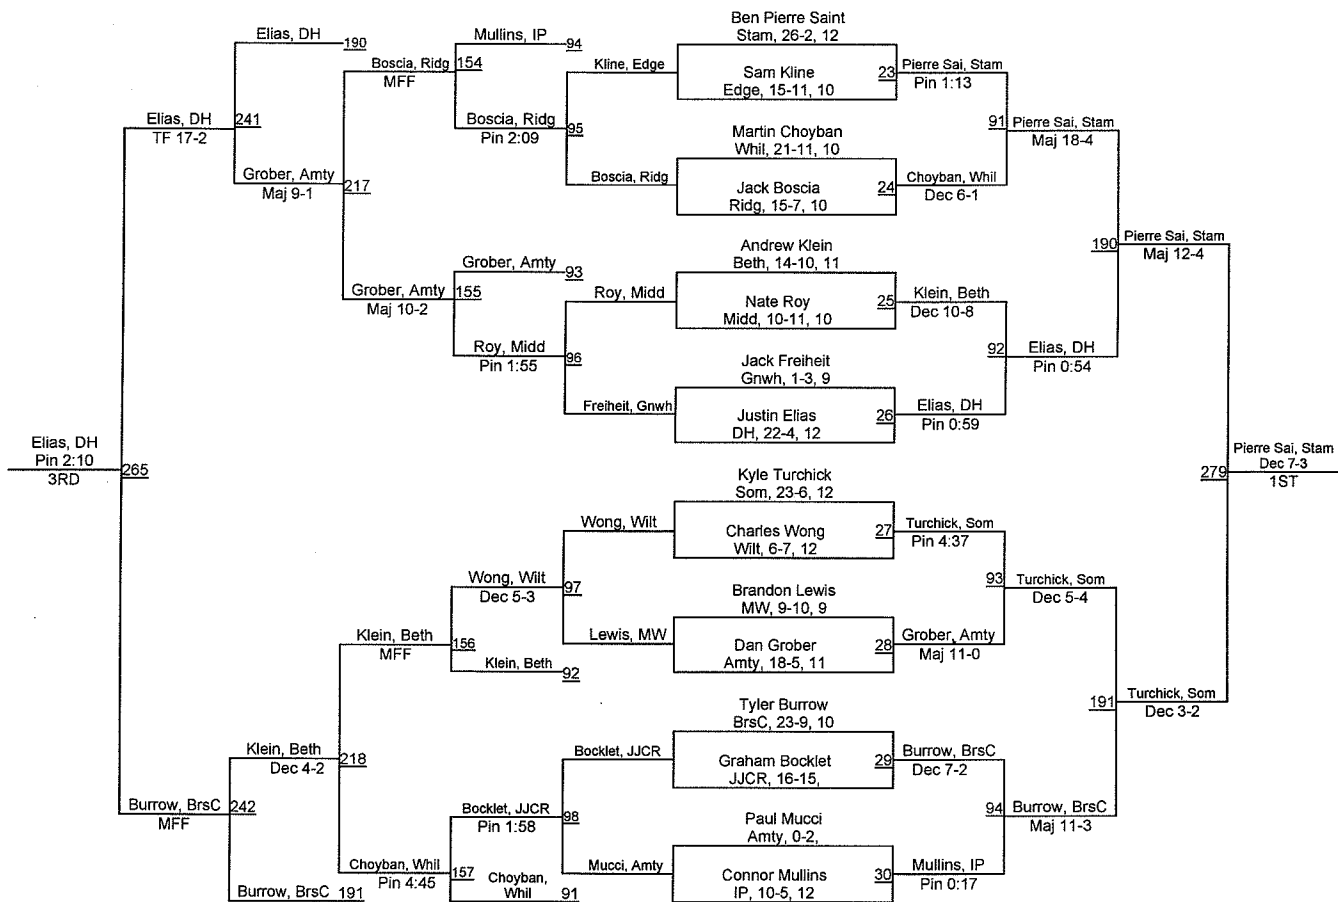 Elias, DH
190
Boscia, Ridg
MFF
154
Mullins, IP
94
Elias, DH
TF 17-2
241
Boscia, Ridg
Pin 2:09
95
Kline, Edge
Boscia, Ridg
Grober, Amty
Maj 9-1
217
Grober, Amty
93
Grober, Amty
Maj 10-2
155
Roy, Midd
Roy, Midd
Pin 1:55
96
Freiheit, Gnwh
Elias, DH
Pin 2:10
3RD
265
Wong, Wilt
Wong, Wilt
Dec 5-3
97
Lewis, MW
Klein, Beth
MFF
156
Klein, Beth
92
Klein, Beth
Dec 4-2
218
Bocklet, JJCR
Bocklet, JJCR
Pin 1:58
98
Mucci, Amty
Burrow, BrsC
MFF
242
Choyban, Whil
Pin 4:45
157
Choyban,
Whil
91
Burrow, BrsC
191
Ben Pierre Saint
Stam, 26-2, 12
Sam Kline
Edge, 15-11, 10
23
Martin Choyban
Whil, 21-11, 10
Jack Boscia
Ridg, 15-7, 10
24
Andrew Klein
Beth, 14-10, 11
Nate Roy
Midd, 10-11, 10
25
Jack Freiheit
Gnwh, 1-3, 9
Justin Elias
DH, 22-4, 12
26
Kyle Turchick
Som, 23-6, 12
Charles Wong
Wilt, 6-7, 12
27
Brandon Lewis
MW, 9-10, 9
Dan Grober
Amty, 18-5, 11
28
Tyler Burrow
BrsC, 23-9, 10
Graham Bocklet
JJCR, 16-15,
29
Paul Mucci
Amty, 0-2,
Connor Mullins
IP, 10-5, 12
30
Pierre Sai, Stam
Pin 1:13
91
Choyban, Whil
Dec 6-1
Pierre Sai, Stam
Maj 18-4
Klein, Beth
Dec 10-8
92
Elias, DH
Pin 0:59
Elias, DH
Pin 0:54
190
Pierre Sai, Stam
Maj 12-4
Turchick, Som
Pin 4:37
93
Grober, Amty
Maj 11-0
Turchick, Som
Dec 5-4
Burrow, BrsC
Dec 7-2
94
Mullins, IP
Pin 0:17
Burrow, BrsC
Maj 11-3
191
Turchick, Som
Dec 3-2
279
Pierre Sai, Stam
Dec 7-3
1ST